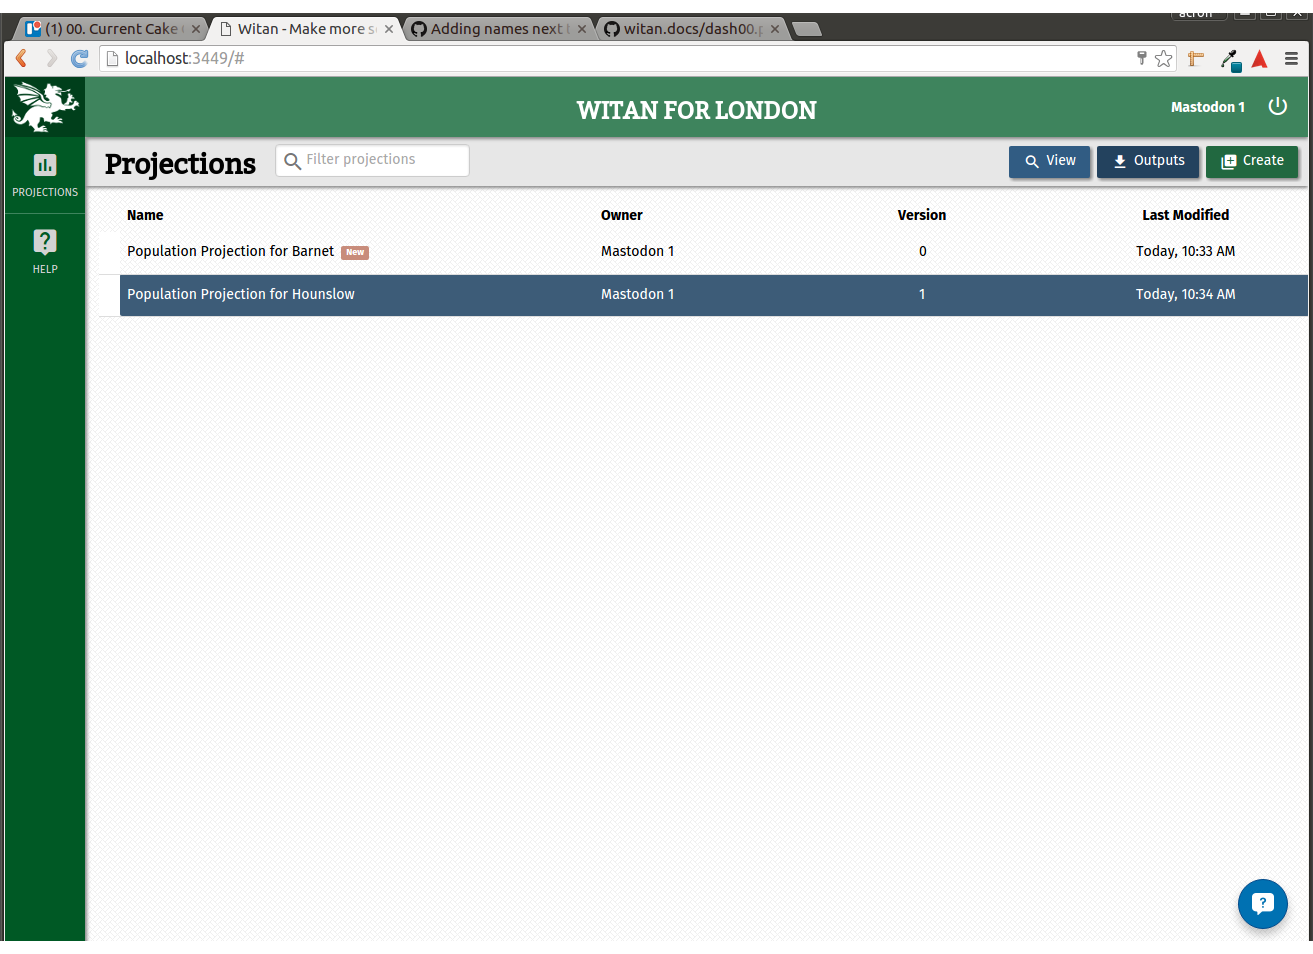 acron
(1) 00. Current Cake
Witan - Make more s
Adding names next
witan.docs/dash00.
localhost:3449/#
WITAN FOR LONDON
Mastodon 1
PROJECTIONS
HELP
Projections
Filter projections
View
Outputs
Create
Name Owner Version Last Modified
Population Projection for Barnet New Mastodon 1 0 Today, 10:33 AM
Population Projection for Hounslow Mastodon 1 1 Today, 10:34 AM